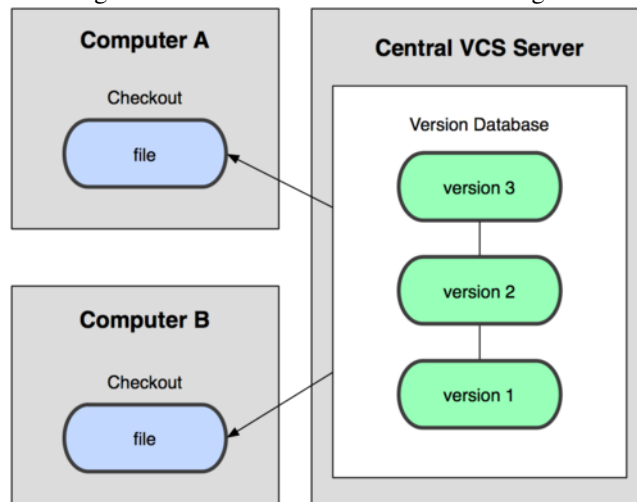 Computer A
Checkout
file
Computer B
Checkout
file
Central VCS Server
Version Database
version 3
version 2
version 1